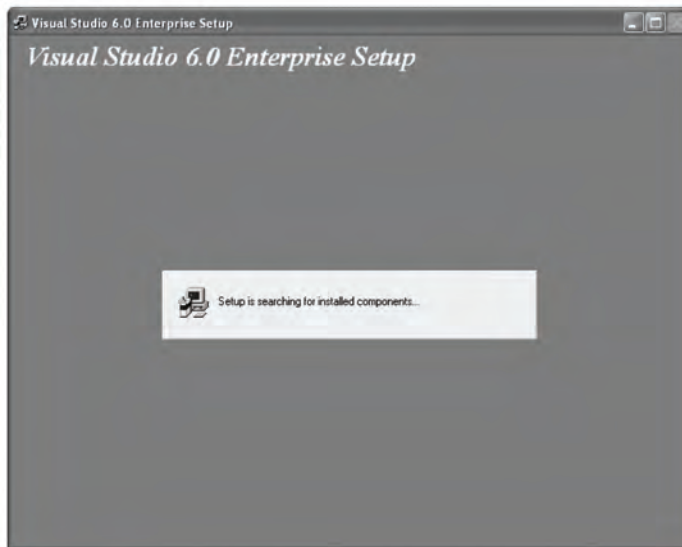 Visual Studio 6.0 Enterprise Setup
Visual Studio 6.0 Enterprise Setup
Setup is searching for installed components...